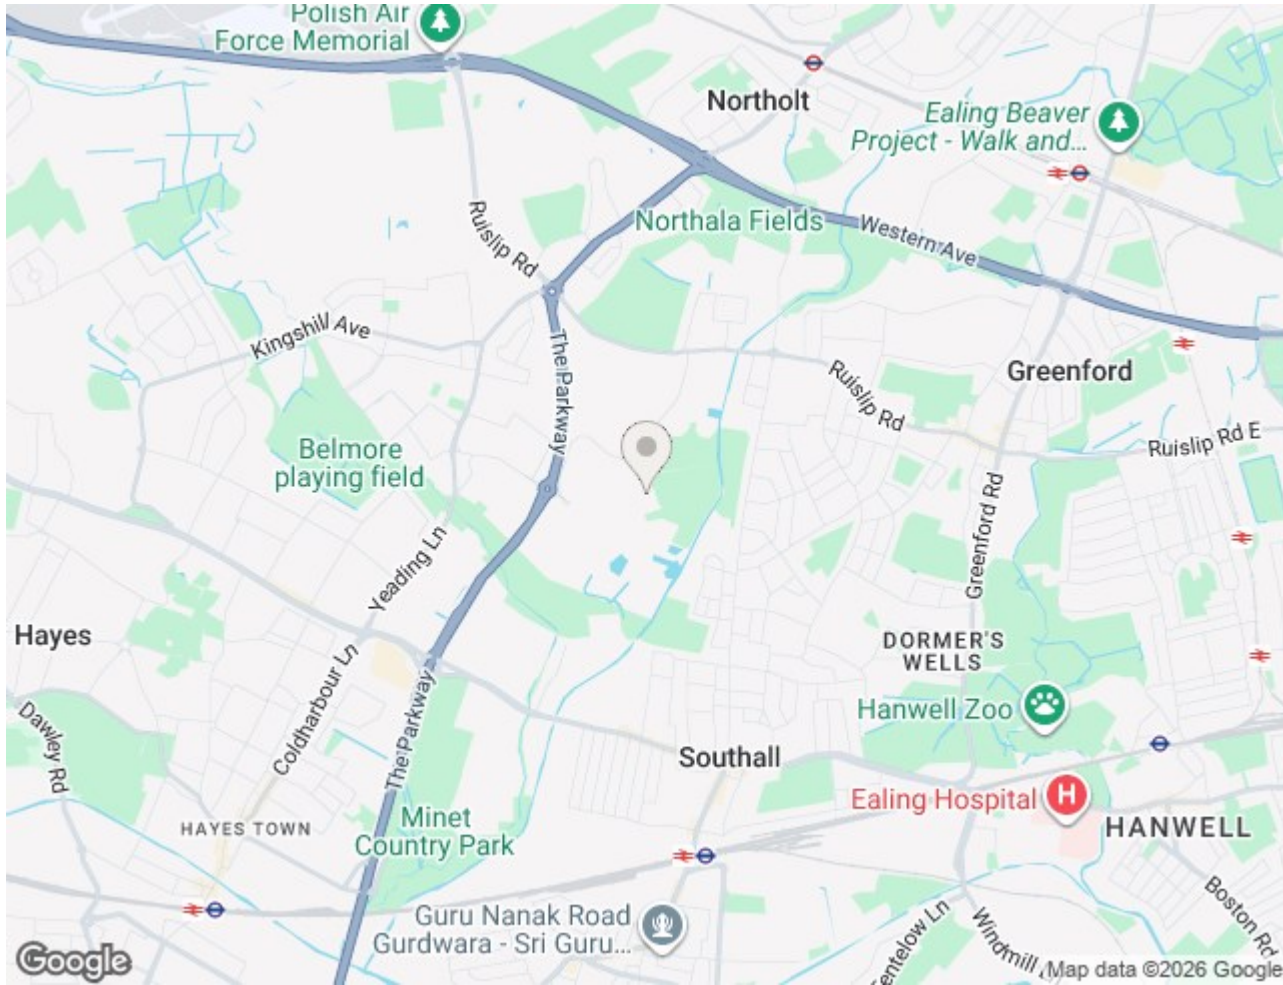 Polish Air
Force Memorial
Northolt
Ealing Beaver
Project - Walk and...
Northala Fields
Western Ave
Ruislip Rd
Kingshill Ave
The Parkway
Greenford
Ruislip Rd
Ruislip Rd E
Belmore
playing field
Greenford Rd
Yeading Ln
Hayes
DORMER'S
WELLS
Coldharbour Ln
Hanwell Zoo
The Parkway
Dawley Rd
Southall
Ealing Hospital
H
Minet
Country Park
HAYES TOWN
HANWELL
Guru Nanak Road
Gurdwara - Sri Guru...
Boston Rd
Windmill
Google
Map data ©2026 Google